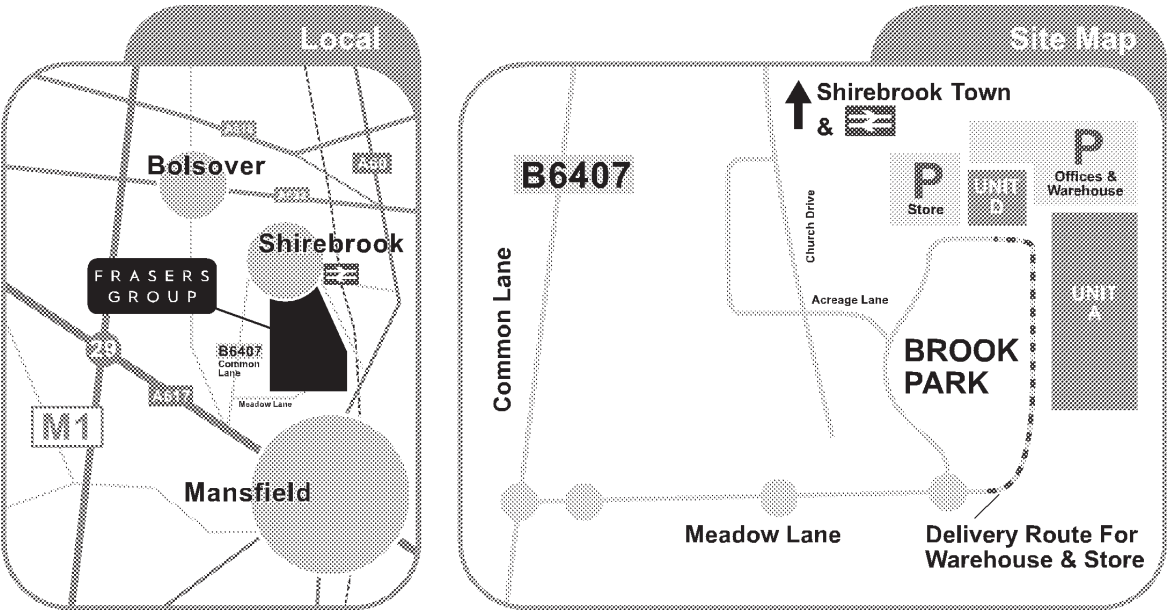 Local
Bolsover
A60
Shirebrook
FRASERS
GROUP
29
B6407
Common
Lane
A617
Meadow Lane
M1
Mansfield
Site Map
Shirebrook Town
&
B6407
P
Store
UNIT
D
P
Offices &
Warehouse
Church Drive
Common Lane
Acreage Lane
UNIT
A
BROOK
PARK
Meadow Lane
Delivery Route For
Warehouse & Store